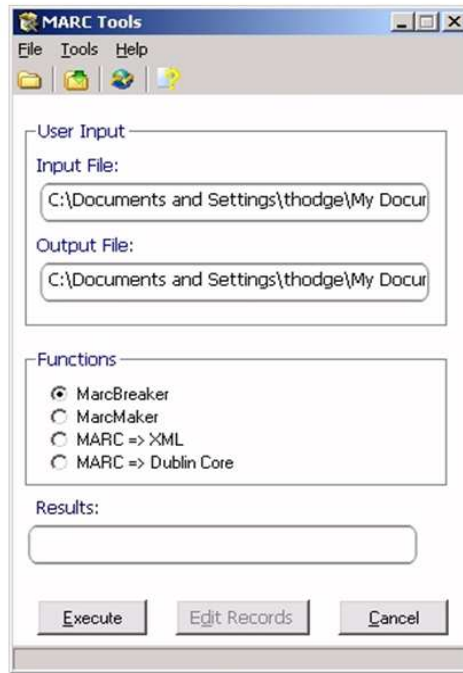 MARC Tools
File Tools Help
User Input
Input File:
C:\Documents and Settings\thodge\My Docur
Output File:
C:\Documents and Settings\thodge\My Docur
Functions
MarcBreaker
MarcMaker
MARC => XML
MARC => Dublin Core
Results:
Execute Edit Records Cancel